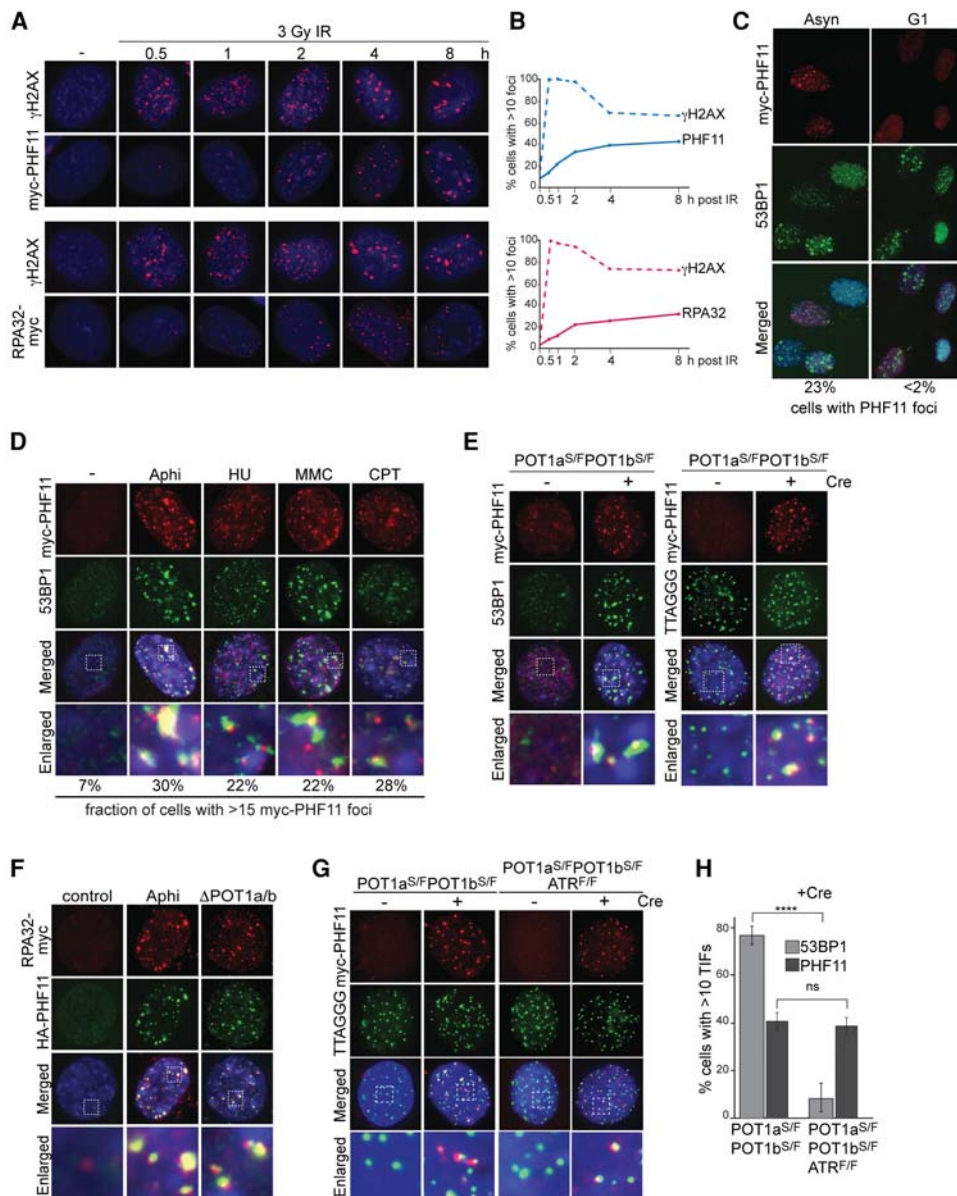 A
3 Gy IR
- 0.5 1 2 4 8 h
γH2AX
myc-PHF11
γH2AX
RPA32-
myc
B
% cells with >10 foci
100
80
60
40
20
0
γH2AX
PHF11
0.5 1 2 4 8 h post IR
% cells with >10 foci
100
80
60
40
20
0
γH2AX
RPA32
0.5 1 2 4 8 h post IR
C
Asyn G1
myc-PHF11
53BP1
Merged
23% <2%
cells with PHF11 foci
D
- Aphi HU MMC CPT
myc-PHF11
53BP1
Merged
Enlarged
7% 30% 22% 22% 28%
fraction of cells with >15 myc-PHF11 foci
E
POT1aS/FPOT1bS/F POT1aS/FPOT1bS/F
- + - + Cre
myc-PHF11
53BP1
Merged
Enlarged
myc-PHF11
TTAGGG
Merged
Enlarged
F
control Aphi ΔPOT1a/b
RPA32-
myc
HA-PHF11
Merged
Enlarged
G
POT1aS/FPOT1bS/F
POT1aS/FPOT1bS/F
ATRF/F
- + - + Cre
myc-PHF11
TTAGGG
Merged
Enlarged
H
+Cre
****
53BP1
PHF11
ns
% cells with >10 TIFs
80
60
40
20
0
POT1aS/F
POT1bS/F
POT1aS/F
POT1bS/F
ATRF/F